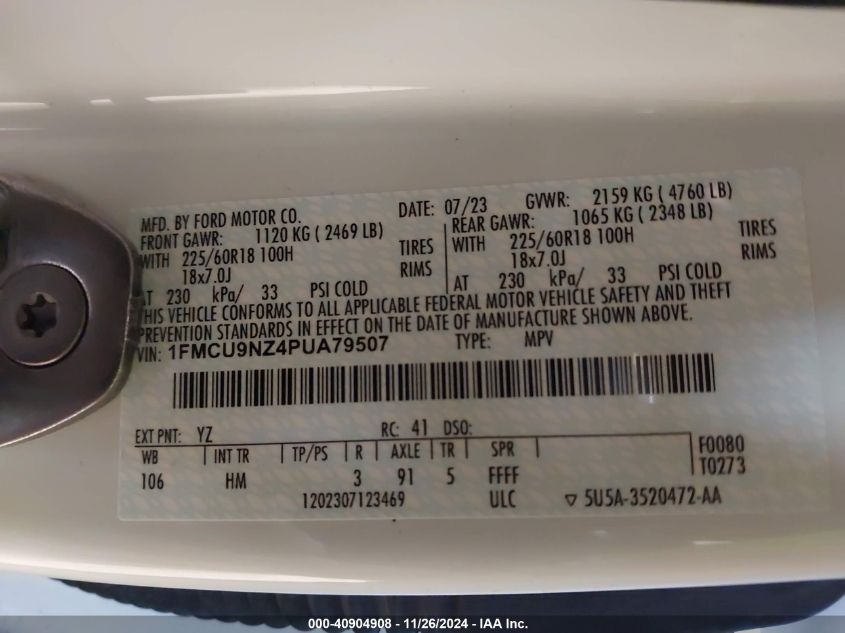 MFD. BY FORD MOTOR CO. DATE: 07/23 GVWR: 2159 KG ( 4760 LB)
FRONT GAWR: 1120 KG ( 2469 LB) REAR GAWR: 1065 KG ( 2348 LB)
WITH 225/60R18 100H TIRES WITH 225/60R18 100H TIRES
18x7.0J RIMS 18x7.0J RIMS
AT 230 kPa/ 33 PSI COLD AT 230 kPa/ 33 PSI COLD
THIS VEHICLE CONFORMS TO ALL APPLICABLE FEDERAL MOTOR VEHICLE SAFETY AND THEFT
PREVENTION STANDARDS IN EFFECT ON THE DATE OF MANUFACTURE SHOWN ABOVE.
VIN: 1FMCU9NZ4PUA79507 TYPE: MPV
EXT PNT: YZ RC: 41 DSO:
WB INT TR TP/PS R AXLE TR SPR F0080
106 HM 3 91 5 FFFF T0273
1202307123469 ULC 5U5A-3520472-AA
000-40904908 - 11/26/2024 - IAA Inc.